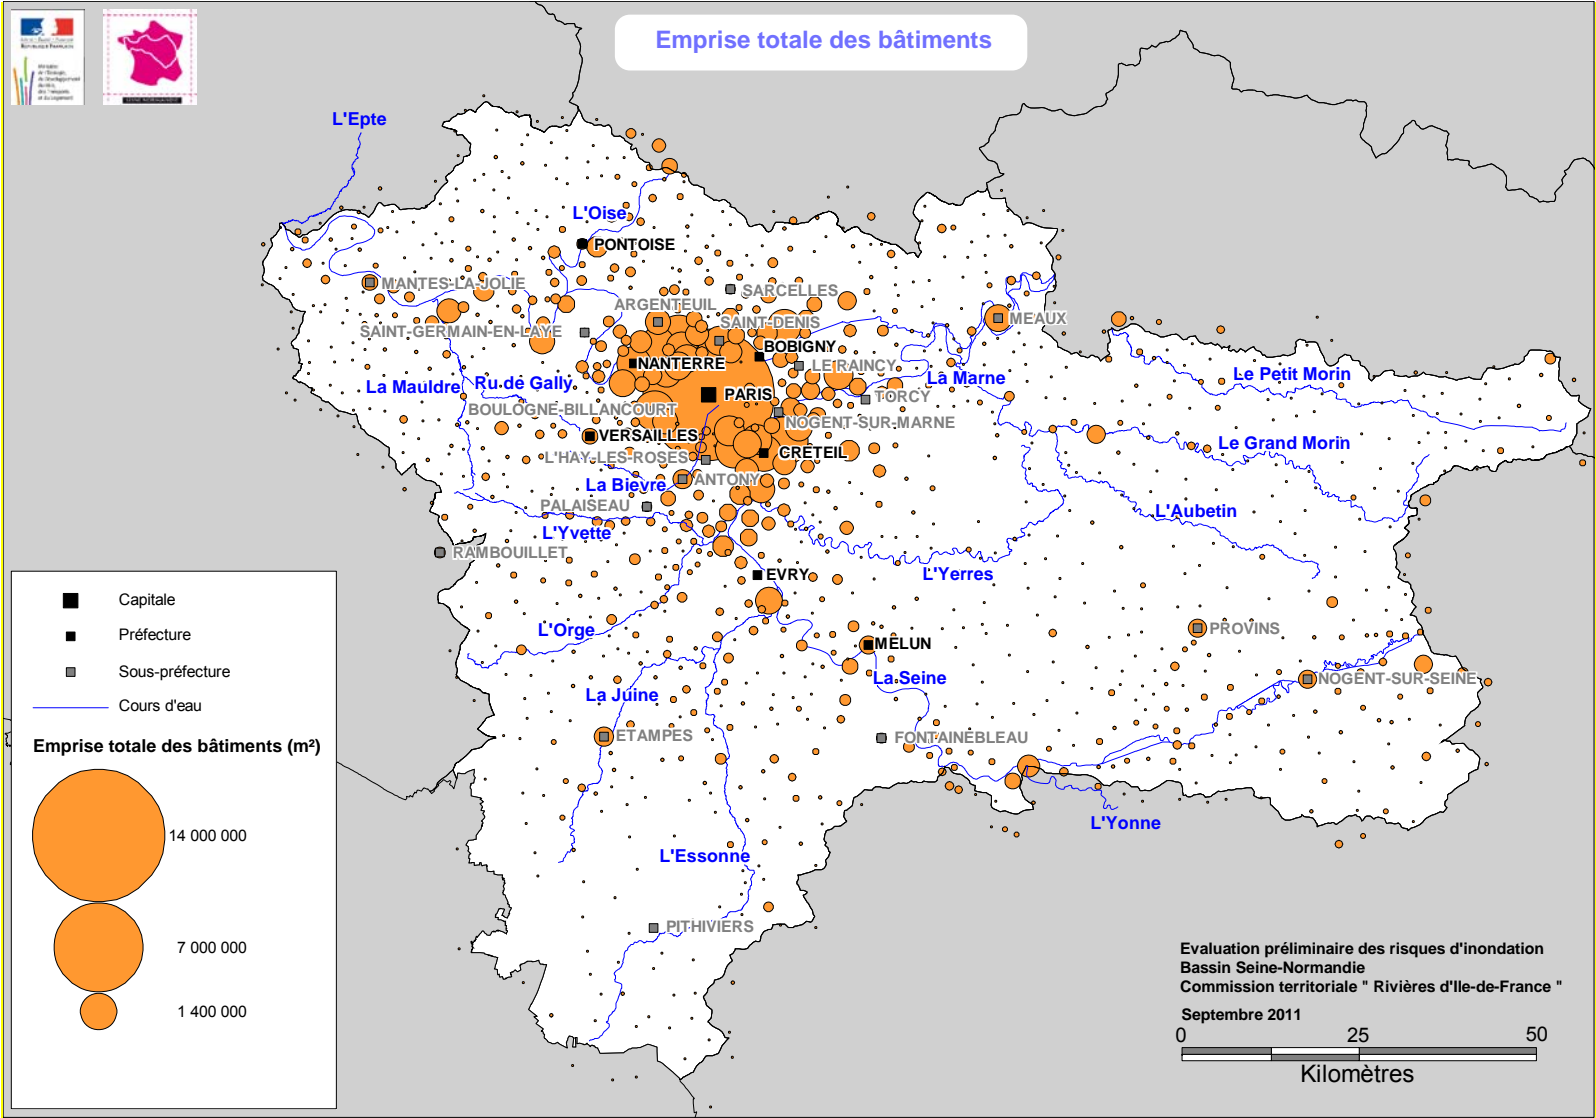 Emprise totale des bâtiments
RÉPUBLIQUE FRANÇAISE
L'Epte
L'Oise
PONTOISE
MANTES-LA-JOLIE
SARCELLES
ARGENTEUIL
SAINT-DENIS
SAINT-GERMAIN-EN-LAYE
MEAUX
BOBIGNY
NANTERRE
LE RAINCY
La Mauldre
Ru de Gally
La Marne
Le Petit Morin
PARIS
TORCY
BOULOGNE-BILLANCOURT
NOGENT-SUR-MARNE
VERSAILLES
Le Grand Morin
L'HAY-LES-ROSES
CRETEIL
La Bievre
ANTONY
PALAISEAU
L'Aubetin
L'Yvette
RAMBOUILLET
EVRY
L'Yerres
L'Orge
PROVINS
MELUN
La Seine
NOGENT-SUR-SEINE
La Juine
ETAMPES
FONTAINEBLEAU
L'Yonne
L'Essonne
PITHIVIERS
Capitale
Préfecture
Sous-préfecture
Cours d'eau
Emprise totale des bâtiments (m²)
14 000 000
7 000 000
1 400 000
Evaluation préliminaire des risques d'inondation
Bassin Seine-Normandie
Commission territoriale " Rivières d'Ile-de-France "
Septembre 2011
0 25 50
Kilomètres